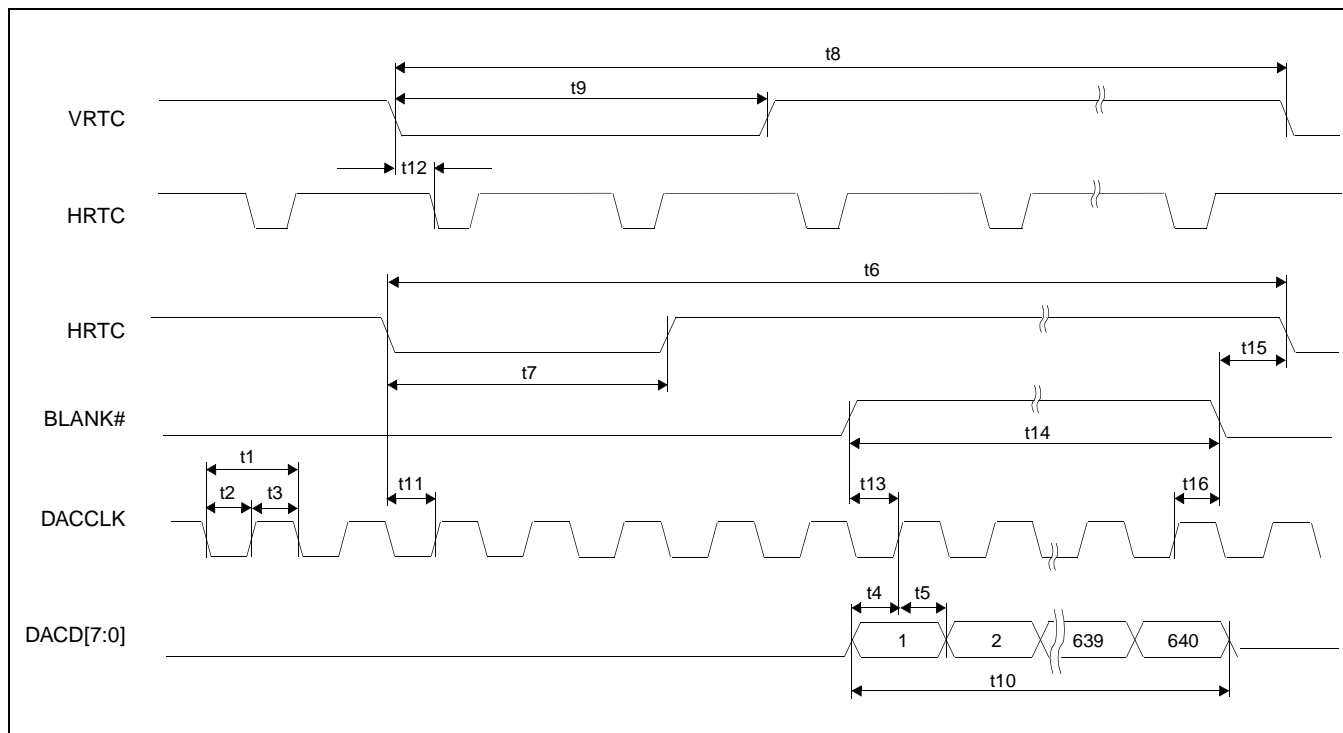 t8
t9
VRTC
t12
HRTC
t6
HRTC
t15
t7
BLANK#
t14
t1
t2 t3 t11 t13 t16
DACCLK
t4 t5
DACD[7:0] 1 2 639 640
t10